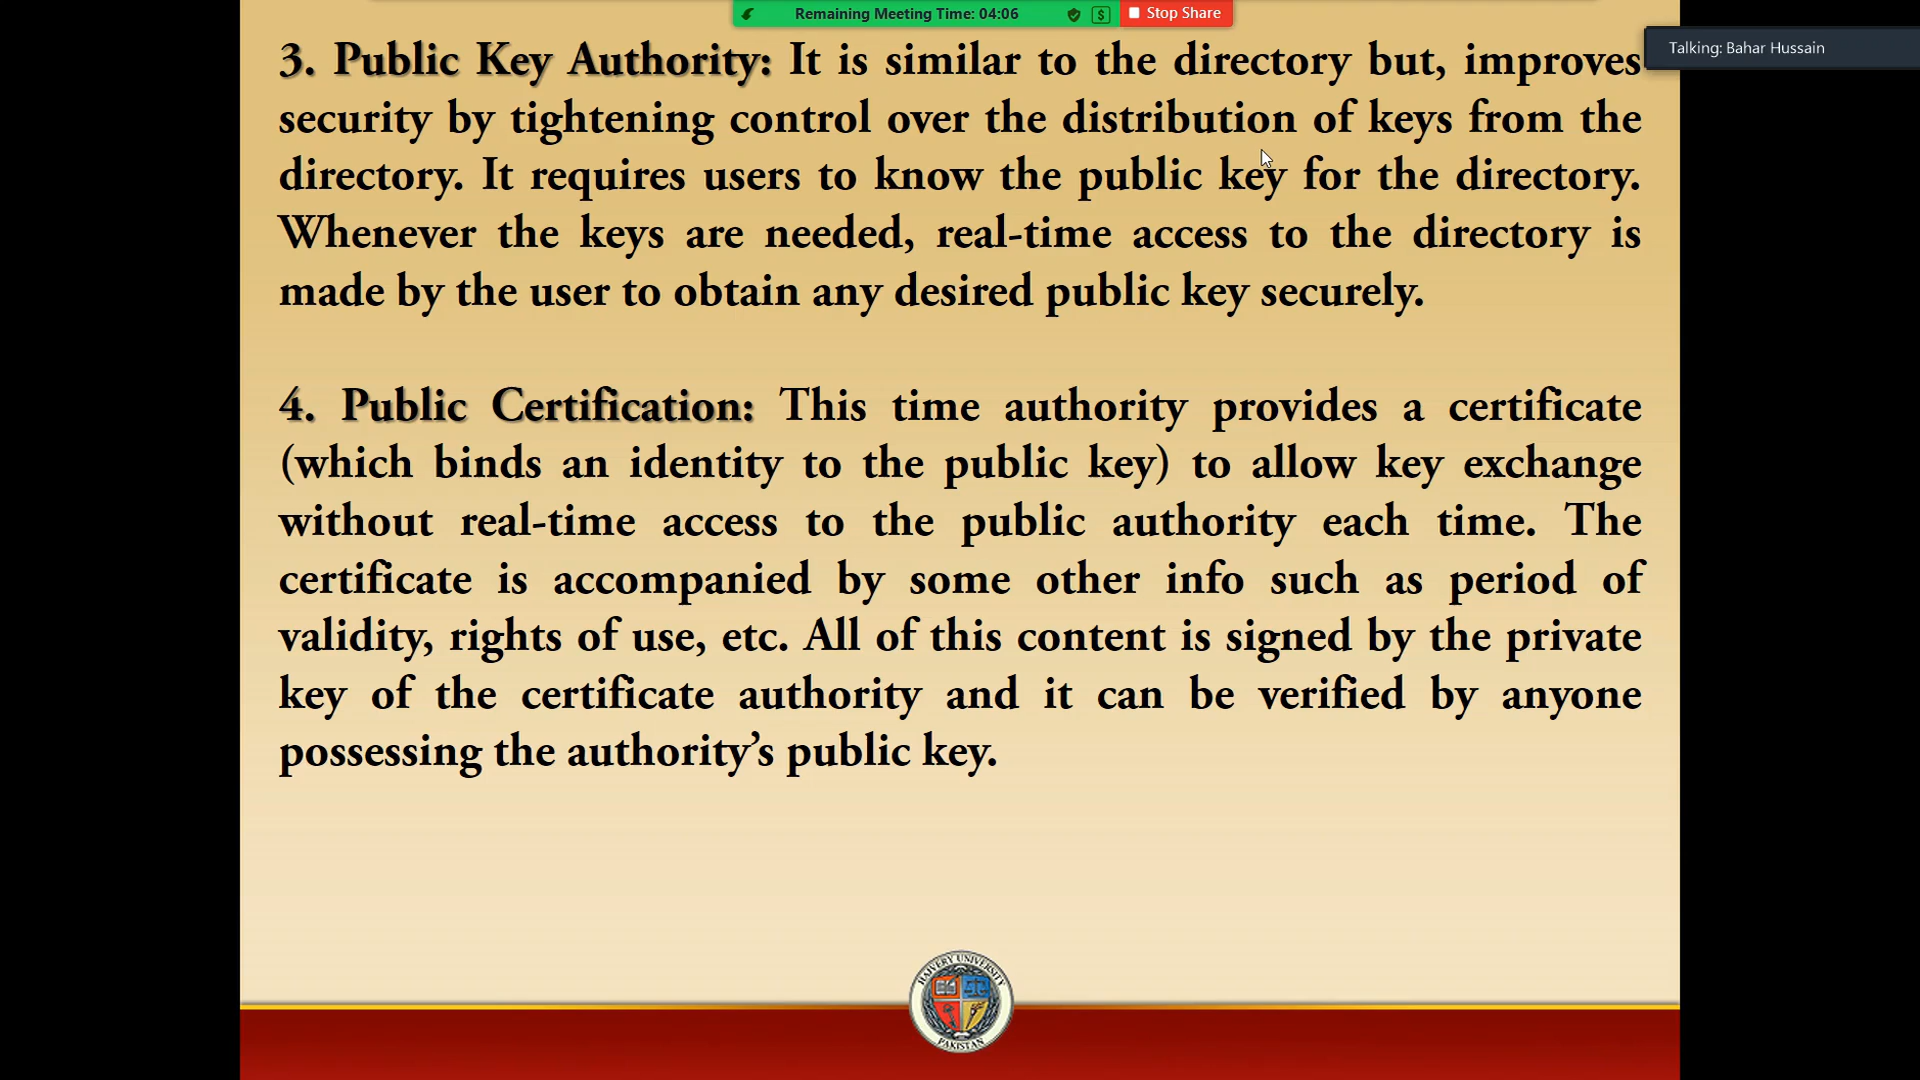 Remaining Meeting Time: 04:06
Stop Share
Talking: Bahar Hussain
3. Public Key Authority: It is similar to the directory but, improves
security by tightening control over the distribution of keys from the
directory. It requires users to know the public key for the directory.
Whenever the keys are needed, real-time access to the directory is
made by the user to obtain any desired public key securely.
4. Public Certification: This time authority provides a certificate
(which binds an identity to the public key) to allow key exchange
without real-time access to the public authority each time. The
certificate is accompanied by some other info such as period of
validity, rights of use, etc. All of this content is signed by the private
key of the certificate authority and it can be verified by anyone
possessing the authority’s public key.
HAIVERY UNIVERSITY
PAKISTAN